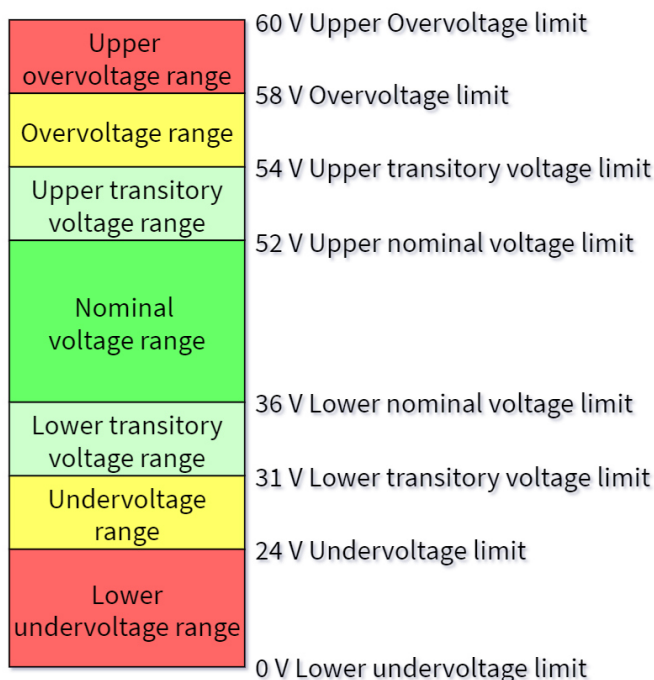 60 V Upper Overvoltage limit
Upper
overvoltage range
58 V Overvoltage limit
Overvoltage range
54 V Upper transitory voltage limit
Upper transitory
voltage range
52 V Upper nominal voltage limit
Nominal
voltage range
36 V Lower nominal voltage limit
Lower transitory
voltage range
31 V Lower transitory voltage limit
Undervoltage
range
24 V Undervoltage limit
Lower
undervoltage range
0 V Lower undervoltage limit